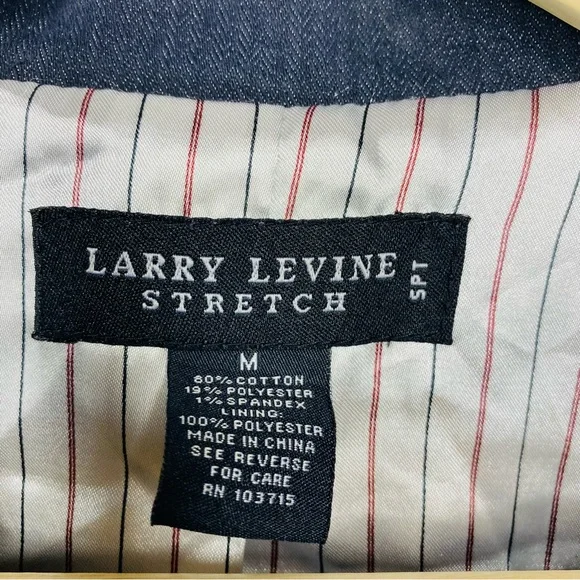 LARRY LEVINE
STRETCH
5PT
M
80% COTTON
19% POLYESTER
1% SPANDEX
LINING:
100% POLYESTER
MADE IN CHINA
SEE REVERSE
FOR CARE
RN 103715